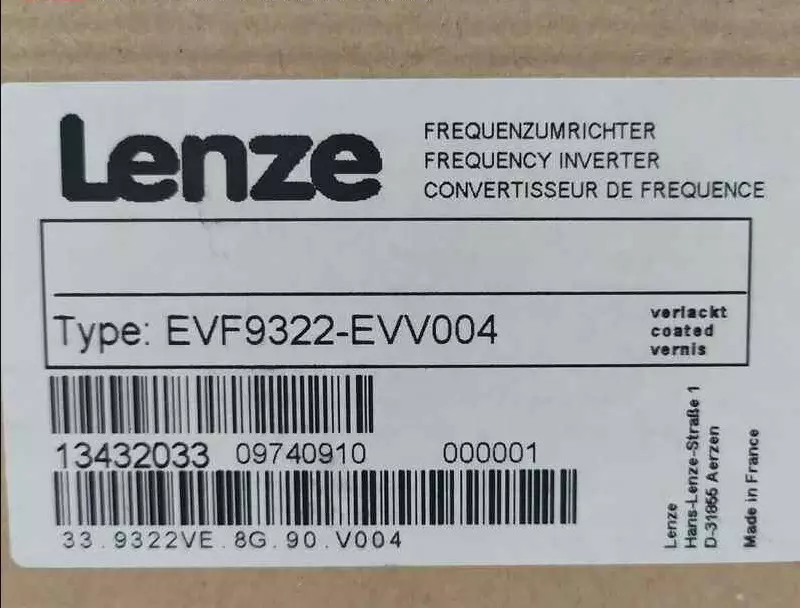 Lenze
FREQUENZUMRICHTER
FREQUENCY INVERTER
CONVERTISSEUR DE FREQUENCE
Type: EVF9322-EVV004
verlackt
coated
vernis
13432033 09740910 000001
33.9322VE.8G.90.V004
Lenze
Hans-Lenze-Straße 1
D-31855 Aerzen
Made in France